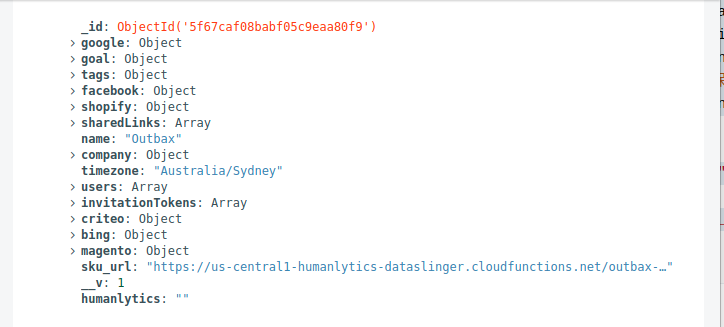 _id: ObjectId('5f67caf08babf05c9eaa80f9')
google: Object
goal: Object
tags: Object
facebook: Object
shopify: Object
sharedLinks: Array
name: "Outbax"
company: Object
timezone: "Australia/Sydney"
users: Array
invitationTokens: Array
criteo: Object
bing: Object
magento: Object
sku_url: "https://us-central1-humanlytics-dataslinger.cloudfunctions.net/outbax-…"
__v: 1
humanlytics: ""